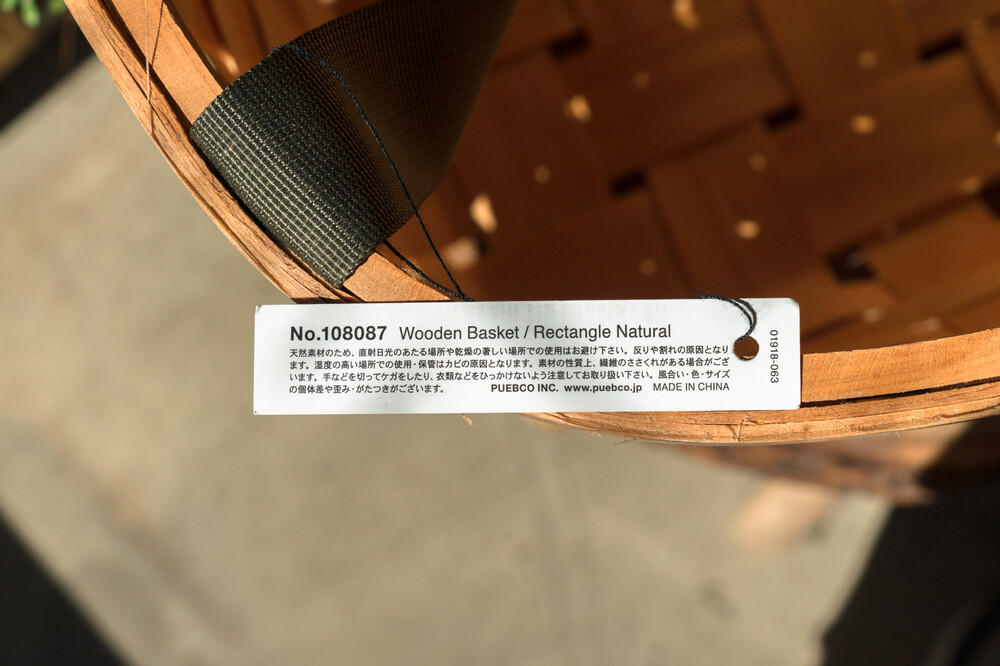 No.108087 Wooden Basket / Rectangle Natural
天然素材のため、直射日光のあたる場所や乾燥の著しい場所での使用はお避け下さい。反りや割れの原因となり
ます。湿度の高い場所での使用・保管はカビの原因となります。素材の性質上、繊維のささくれがある場合がござ
います。手などを切ってケガをしたり、衣類などをひっかけないよう注意してお取り扱い下さい。風合い・色・サイズ
の個体差や歪み・がたつきがございます。 PUEBCO INC. www.puebco.jp MADE IN CHINA
01918-063